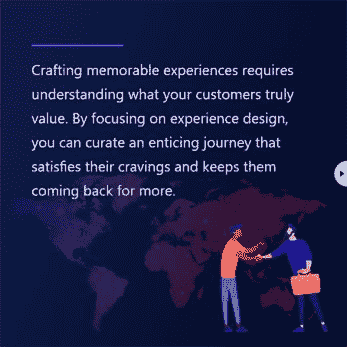 Crafting memorable experiences requires
understanding what your customers truly
value. By focusing on experience design,
you can curate an enticing journey that
satisfies their cravings and keeps them
coming back for more.